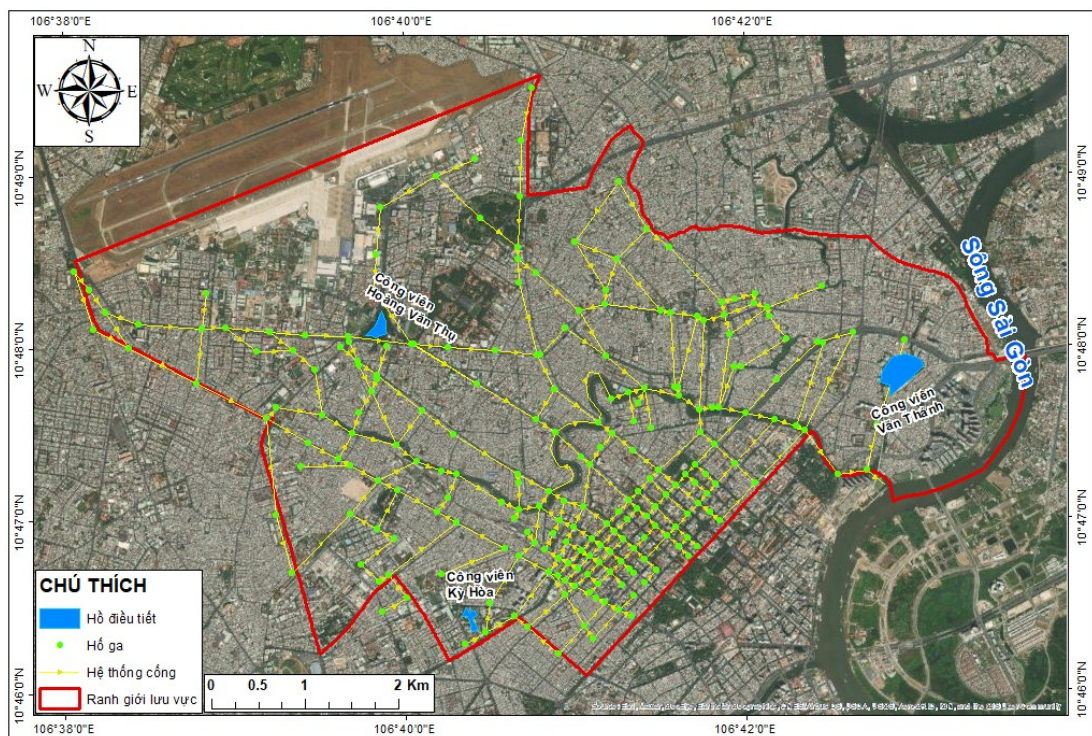 106°38'0"E
106°40'0"E
106°42'0"E
N
W
E
S
10°49'0"N
10°49'0"N
Sông Sài Gòn
Công viên
Hoàng Văn Thụ
10°48'0"N
10°48'0"N
Công viên
Văn Thánh
10°47'0"N
10°47'0"N
Công viên
Kỳ Hòa
CHÚ THÍCH
Hồ điều tiết
Hố ga
Hệ thống cống
Ranh giới lưu vực
0 0.5 1 2 Km
10°46'0"N
10°46'0"N
106°38'0"E
106°40'0"E
106°42'0"E